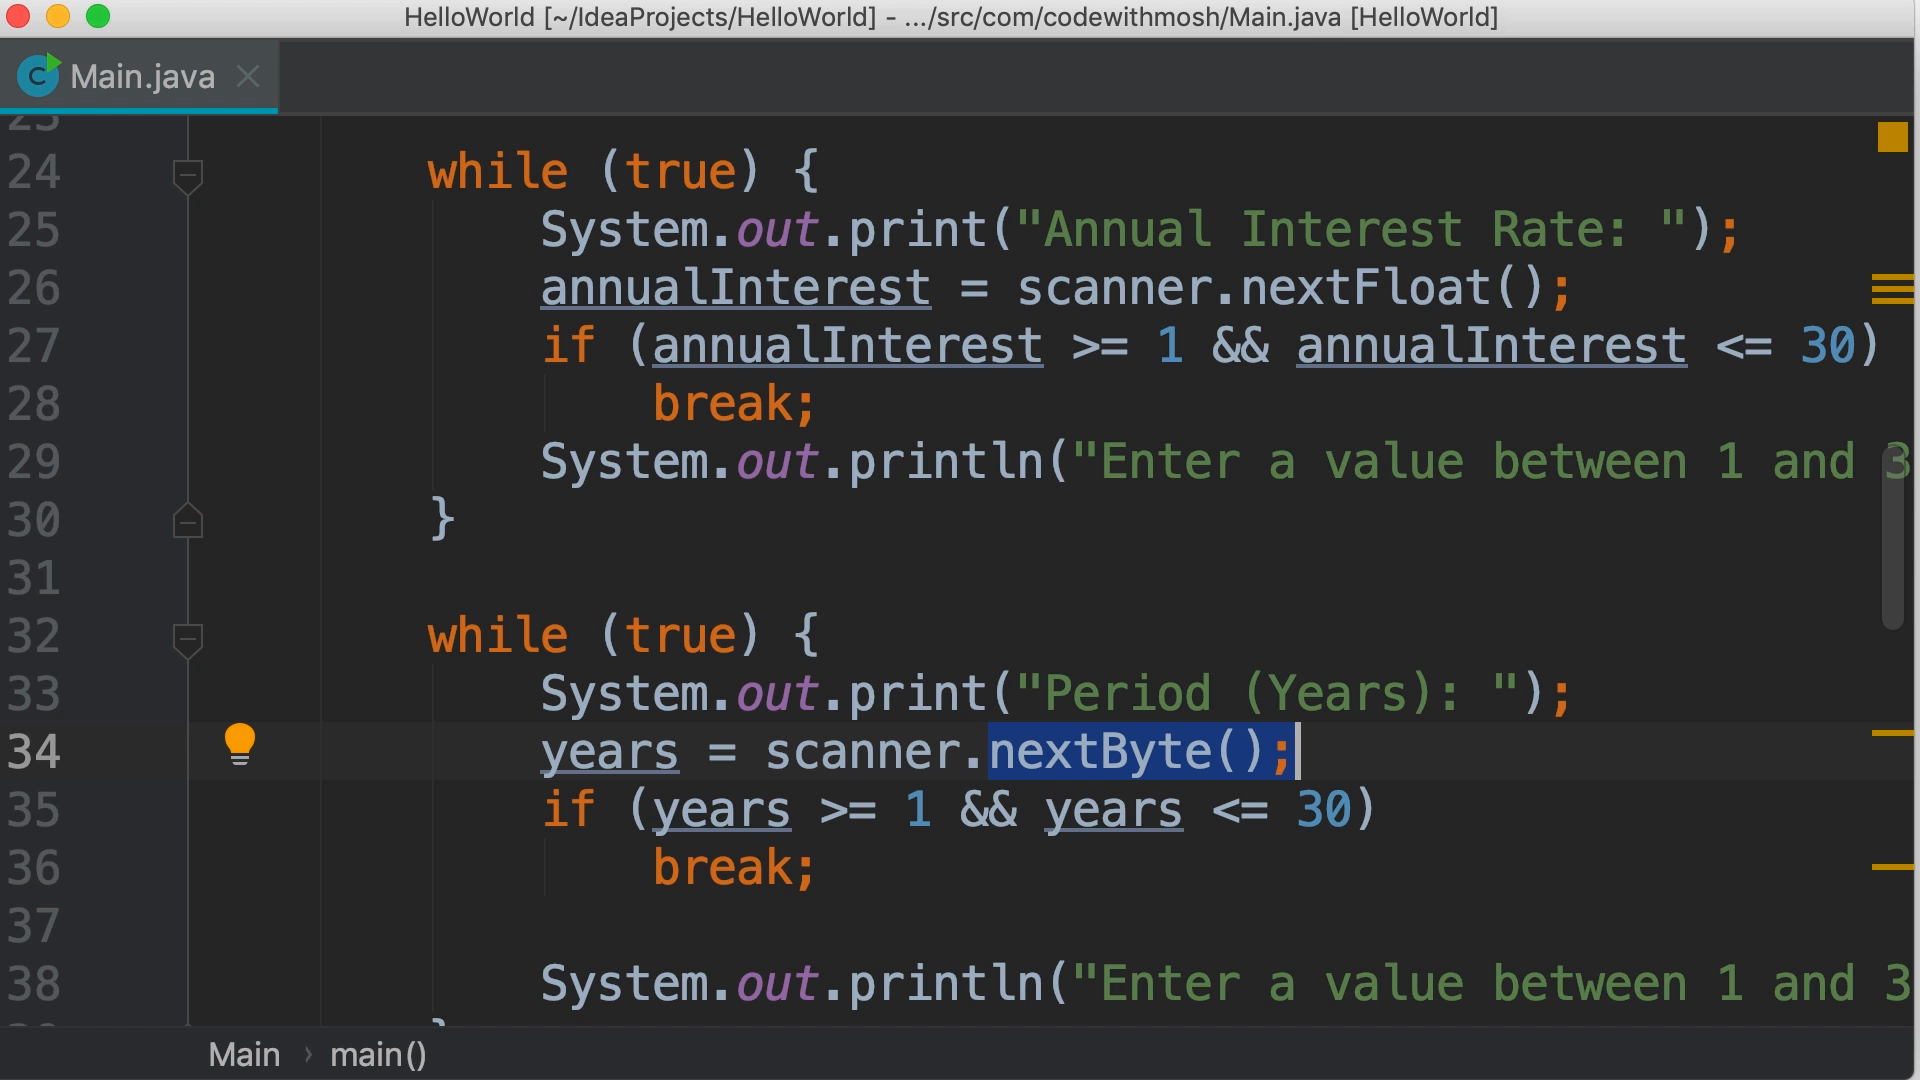 HelloWorld [~/IdeaProjects/HelloWorld] - .../src/com/codewithmosh/Main.java [HelloWorld]
Main.java
24 while (true) {
25 System.out.print("Annual Interest Rate: ");
26 annualInterest = scanner.nextFloat();
27 if (annualInterest >= 1 && annualInterest <= 30)
28 break;
29 System.out.println("Enter a value between 1 and 3
30 }
31
32 while (true) {
33 System.out.print("Period (Years): ");
34 years = scanner.nextByte();
35 if (years >= 1 && years <= 30)
36 break;
37
38 System.out.println("Enter a value between 1 and 3
Main › main()